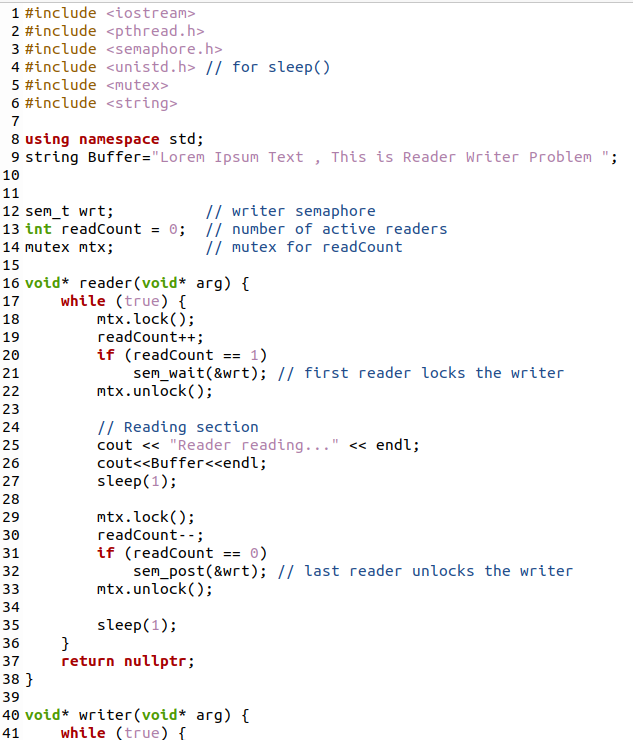 1 #include <iostream>
2 #include <pthread.h>
3 #include <semaphore.h>
4 #include <unistd.h> // for sleep()
5 #include <mutex>
6 #include <string>
7
8 using namespace std;
9 string Buffer="Lorem Ipsum Text , This is Reader Writer Problem ";
10
11
12 sem_t wrt;          // writer semaphore
13 int readCount = 0;  // number of active readers
14 mutex mtx;          // mutex for readCount
15
16 void* reader(void* arg) {
17     while (true) {
18         mtx.lock();
19         readCount++;
20         if (readCount == 1)
21             sem_wait(&wrt); // first reader locks the writer
22         mtx.unlock();
23
24         // Reading section
25         cout << "Reader reading..." << endl;
26         cout<<Buffer<<endl;
27         sleep(1);
28
29         mtx.lock();
30         readCount--;
31         if (readCount == 0)
32             sem_post(&wrt); // last reader unlocks the writer
33         mtx.unlock();
34
35         sleep(1);
36     }
37     return nullptr;
38 }
39
40 void* writer(void* arg) {
41     while (true) {